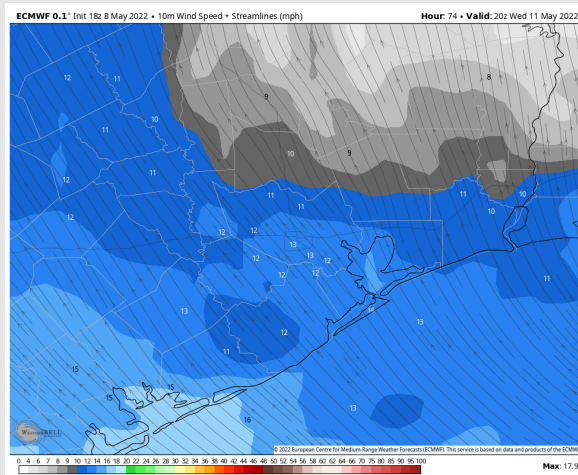 ECMWF 0.1° Init 18z 8 May 2022 • 10m Wind Speed + Streamlines (mph) Hour: 74 • Valid: 20z Wed 11 May 2022
12 11 8
10 9
11
11 10 9
12 11 10
12 11 11
12 12 13
12 13 12
12 12
11
13 14 13
12
11
15
15 15
13
16
WeatherBELL
© 2022 European Centre for Medium-Range Weather Forecasts (ECMWF). This service is based on data and products of the ECMWF
0 4 6 7 8 9 10 12 14 16 18 20 22 24 26 28 30 32 34 36 38 40 42 44 46 48 50 52 54 56 58 60 62 64 66 70 75 80 85 90 95 100
Max: 17